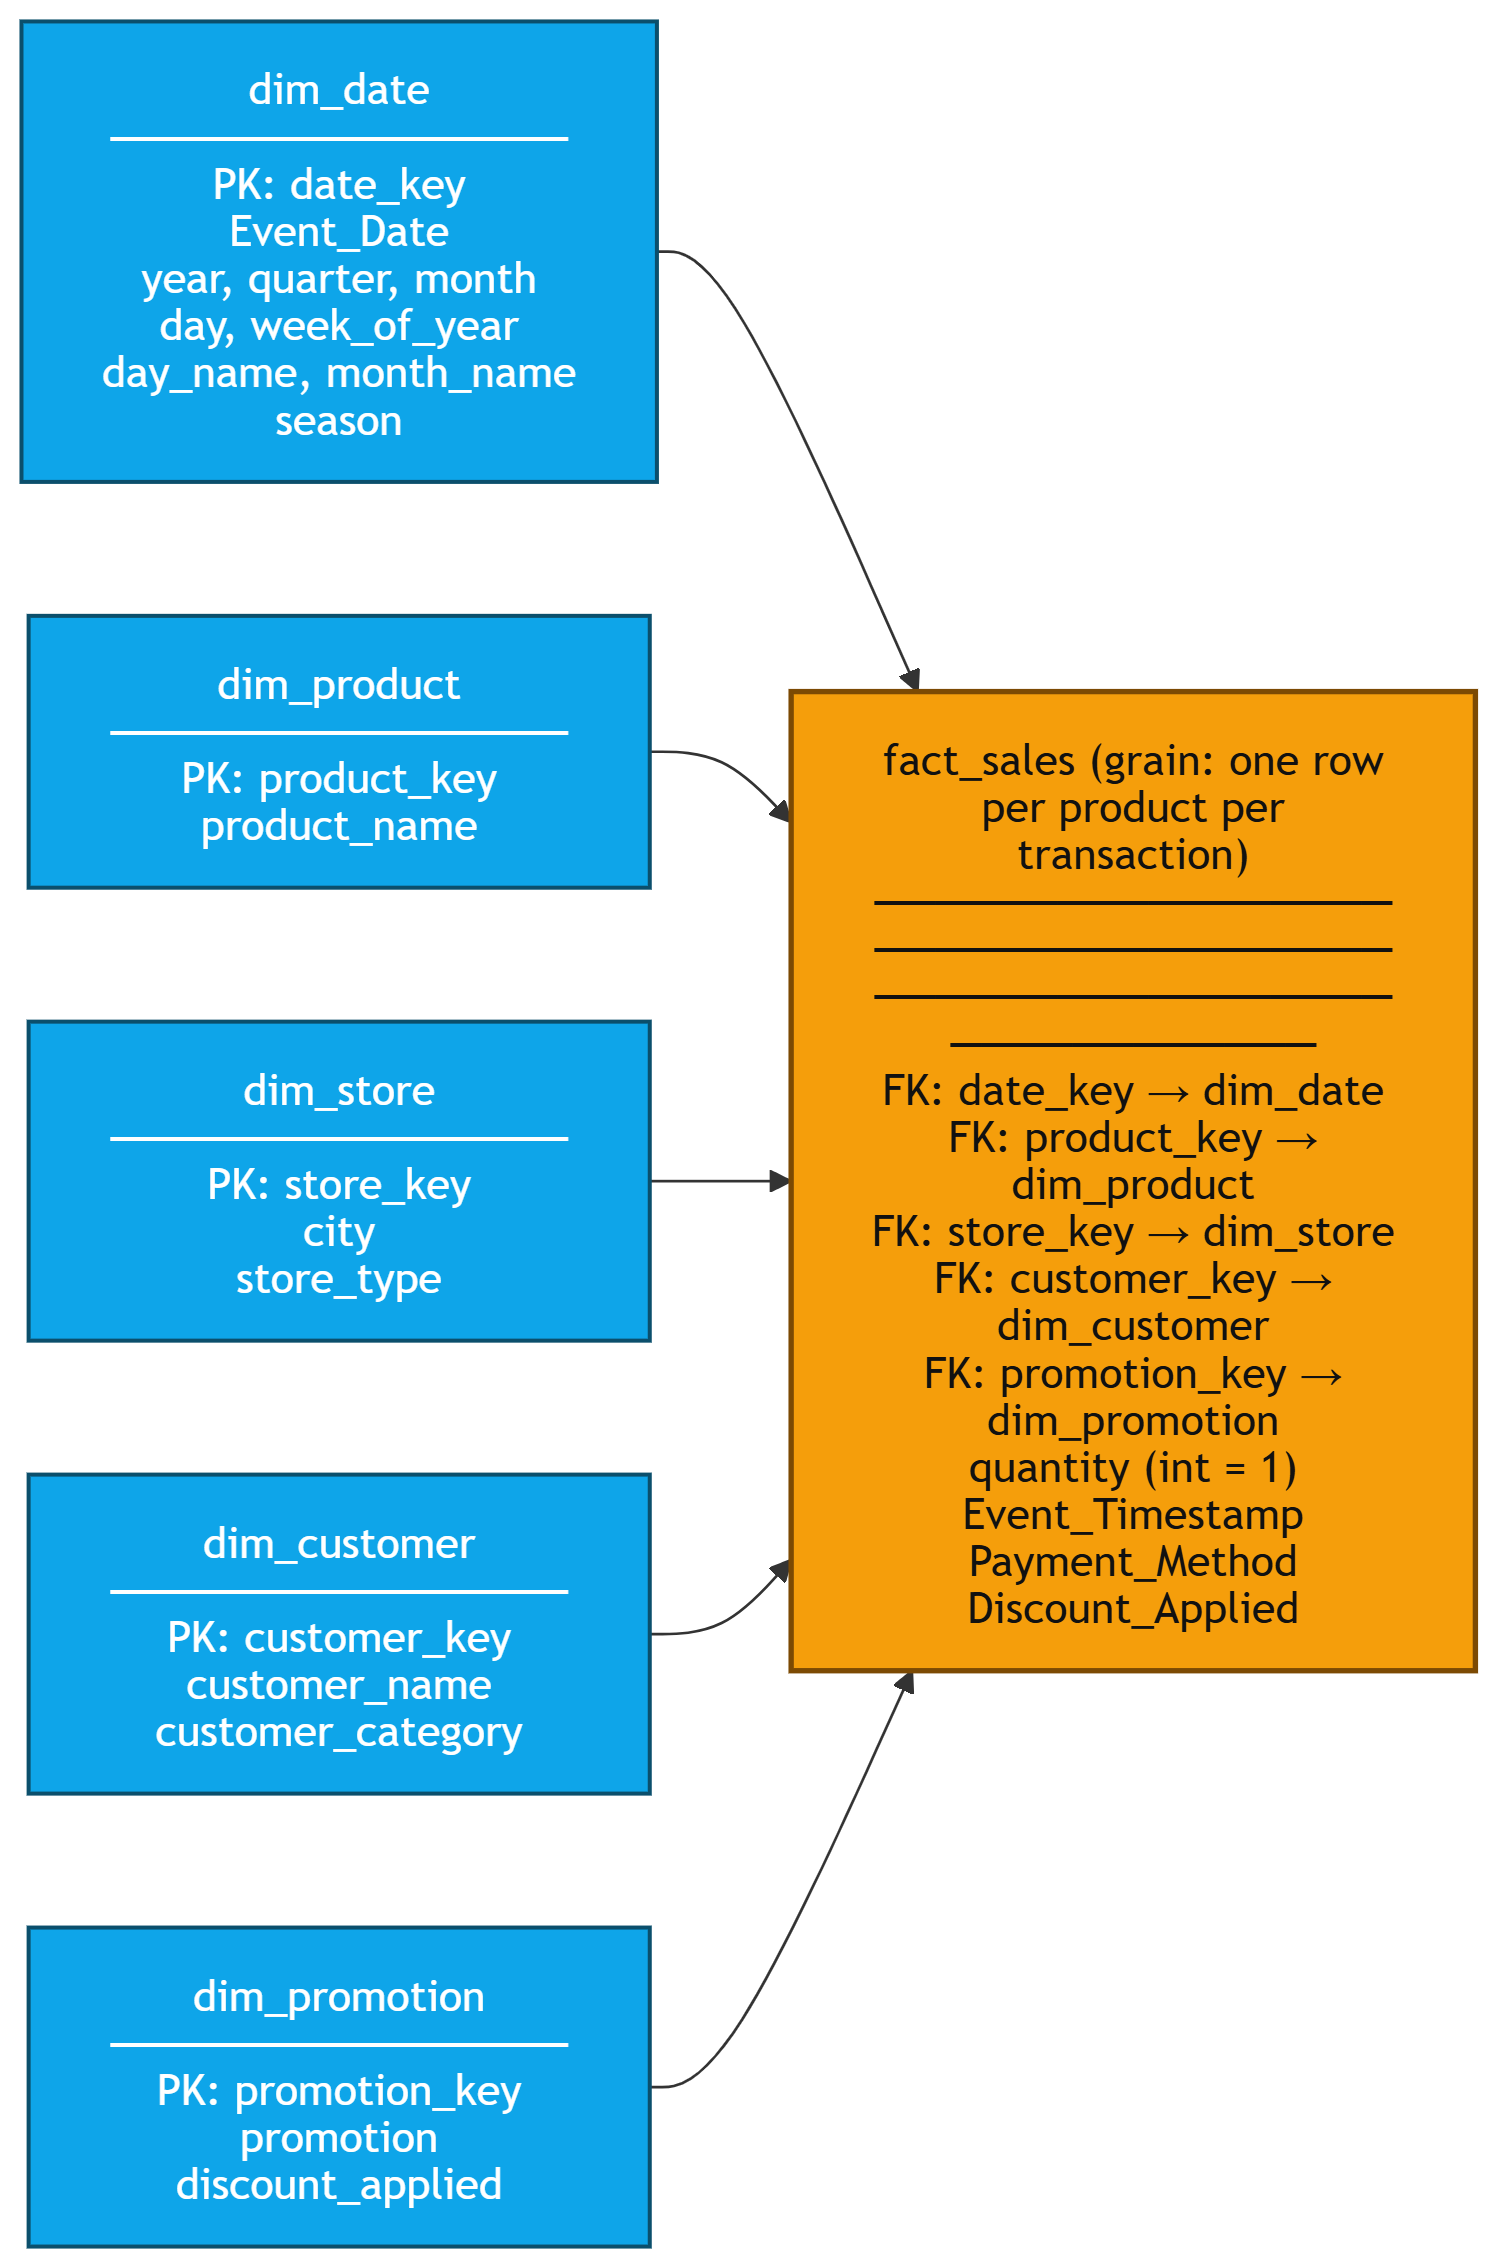 dim_date
PK: date_key
Event_Date
year, quarter, month
day, week_of_year
day_name, month_name
season
dim_product
PK: product_key
product_name
dim_store
PK: store_key
city
store_type
dim_customer
PK: customer_key
customer_name
customer_category
dim_promotion
PK: promotion_key
promotion
discount_applied
fact_sales (grain: one row
per product per
transaction)
FK: date_key → dim_date
FK: product_key →
dim_product
FK: store_key → dim_store
FK: customer_key →
dim_customer
FK: promotion_key →
dim_promotion
quantity (int = 1)
Event_Timestamp
Payment_Method
Discount_Applied